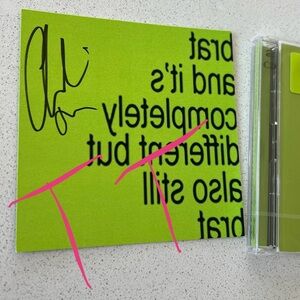 brat
and it's
completely
different but
also still
brat
T T